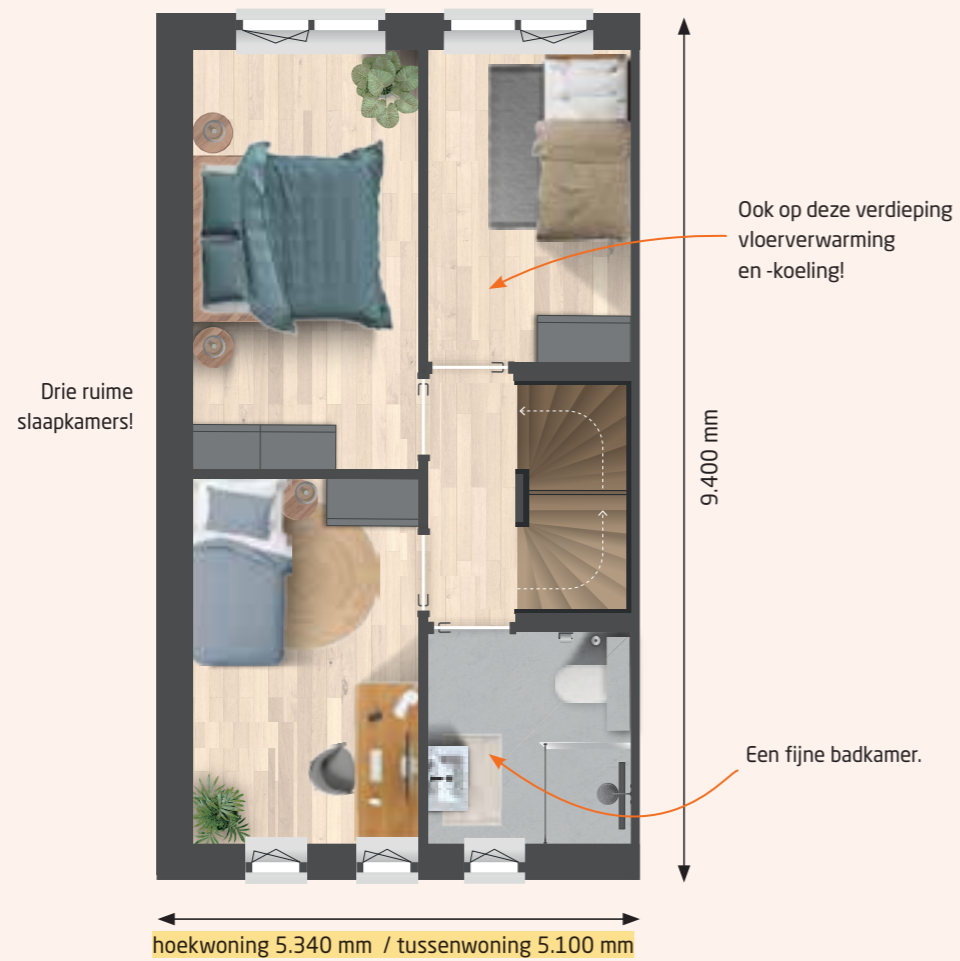 Ook op deze verdieping
vloerverwarming
en -koeling!
Drie ruime
slaapkamers!
9.400 mm
Een fijne badkamer.
hoekwoning 5.340 mm / tussenwoning 5.100 mm